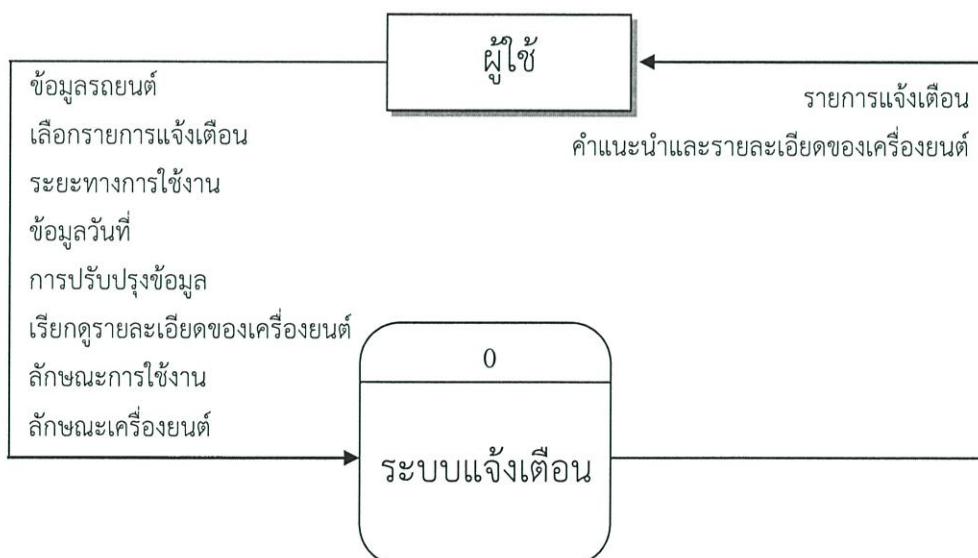 ผู้ใช้
ข้อมูลรถยนต์
เลือกรายการแจ้งเตือน
ระยะทางการใช้งาน
ข้อมูลวันที่
การปรับปรุงข้อมูล
เรียกดูรายละเอียดของเครื่องยนต์
ลักษณะการใช้งาน
ลักษณะเครื่องยนต์
รายการแจ้งเตือน
คำแนะนำและรายละเอียดของเครื่องยนต์
0
ระบบแจ้งเตือน